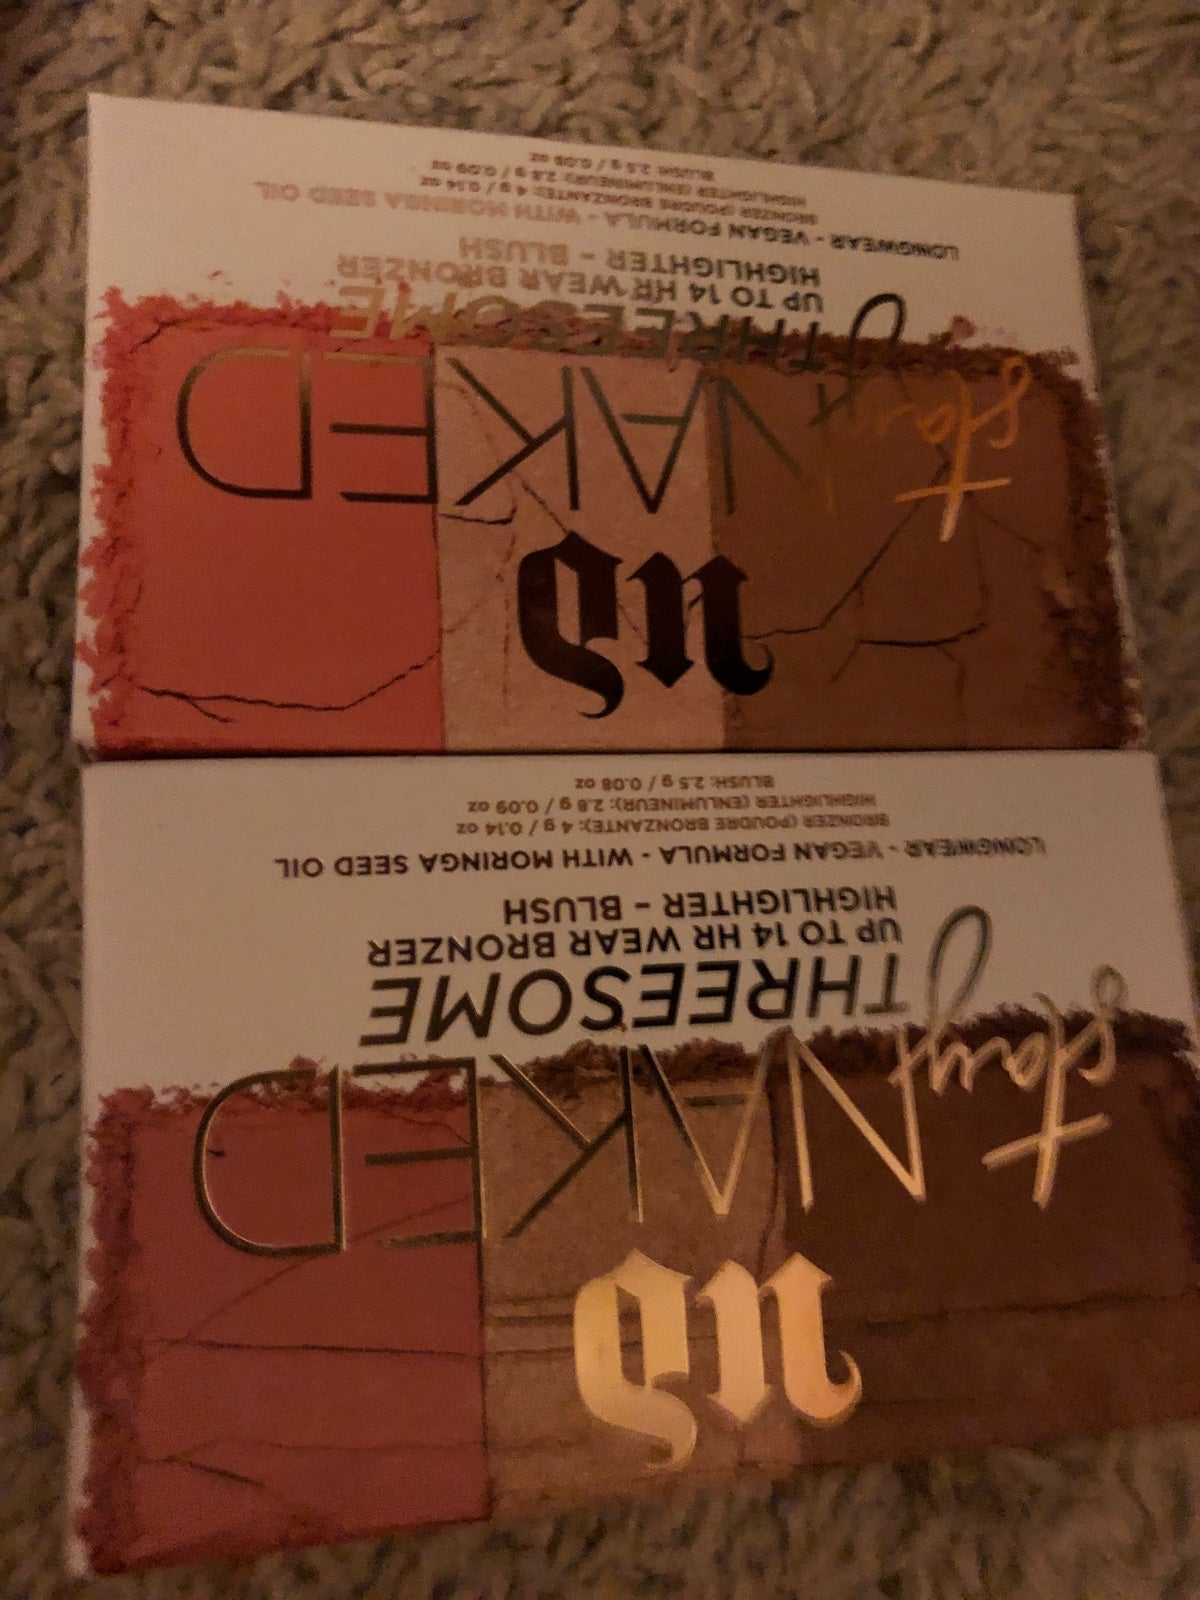 UD
stay
NAKED
THREESOME
UP TO 14 HR WEAR BRONZER
HIGHLIGHTER – BLUSH
LONGWEAR - VEGAN FORMULA - WITH MORINGA SEED OIL
BRONZER (POUDRE BRONZANTE): 4 g / 0.14 oz
HIGHLIGHTER (ENLUMINEUR): 2.8 g / 0.09 oz
BLUSH: 2.5 g / 0.08 oz
UD
stay
NAKED
THREESOME
UP TO 14 HR WEAR BRONZER
HIGHLIGHTER – BLUSH
LONGWEAR - VEGAN FORMULA - WITH MORINGA SEED OIL
BRONZER (POUDRE BRONZANTE): 4 g / 0.14 oz
HIGHLIGHTER (ENLUMINEUR): 2.8 g / 0.09 oz
BLUSH: 2.5 g / 0.08 oz